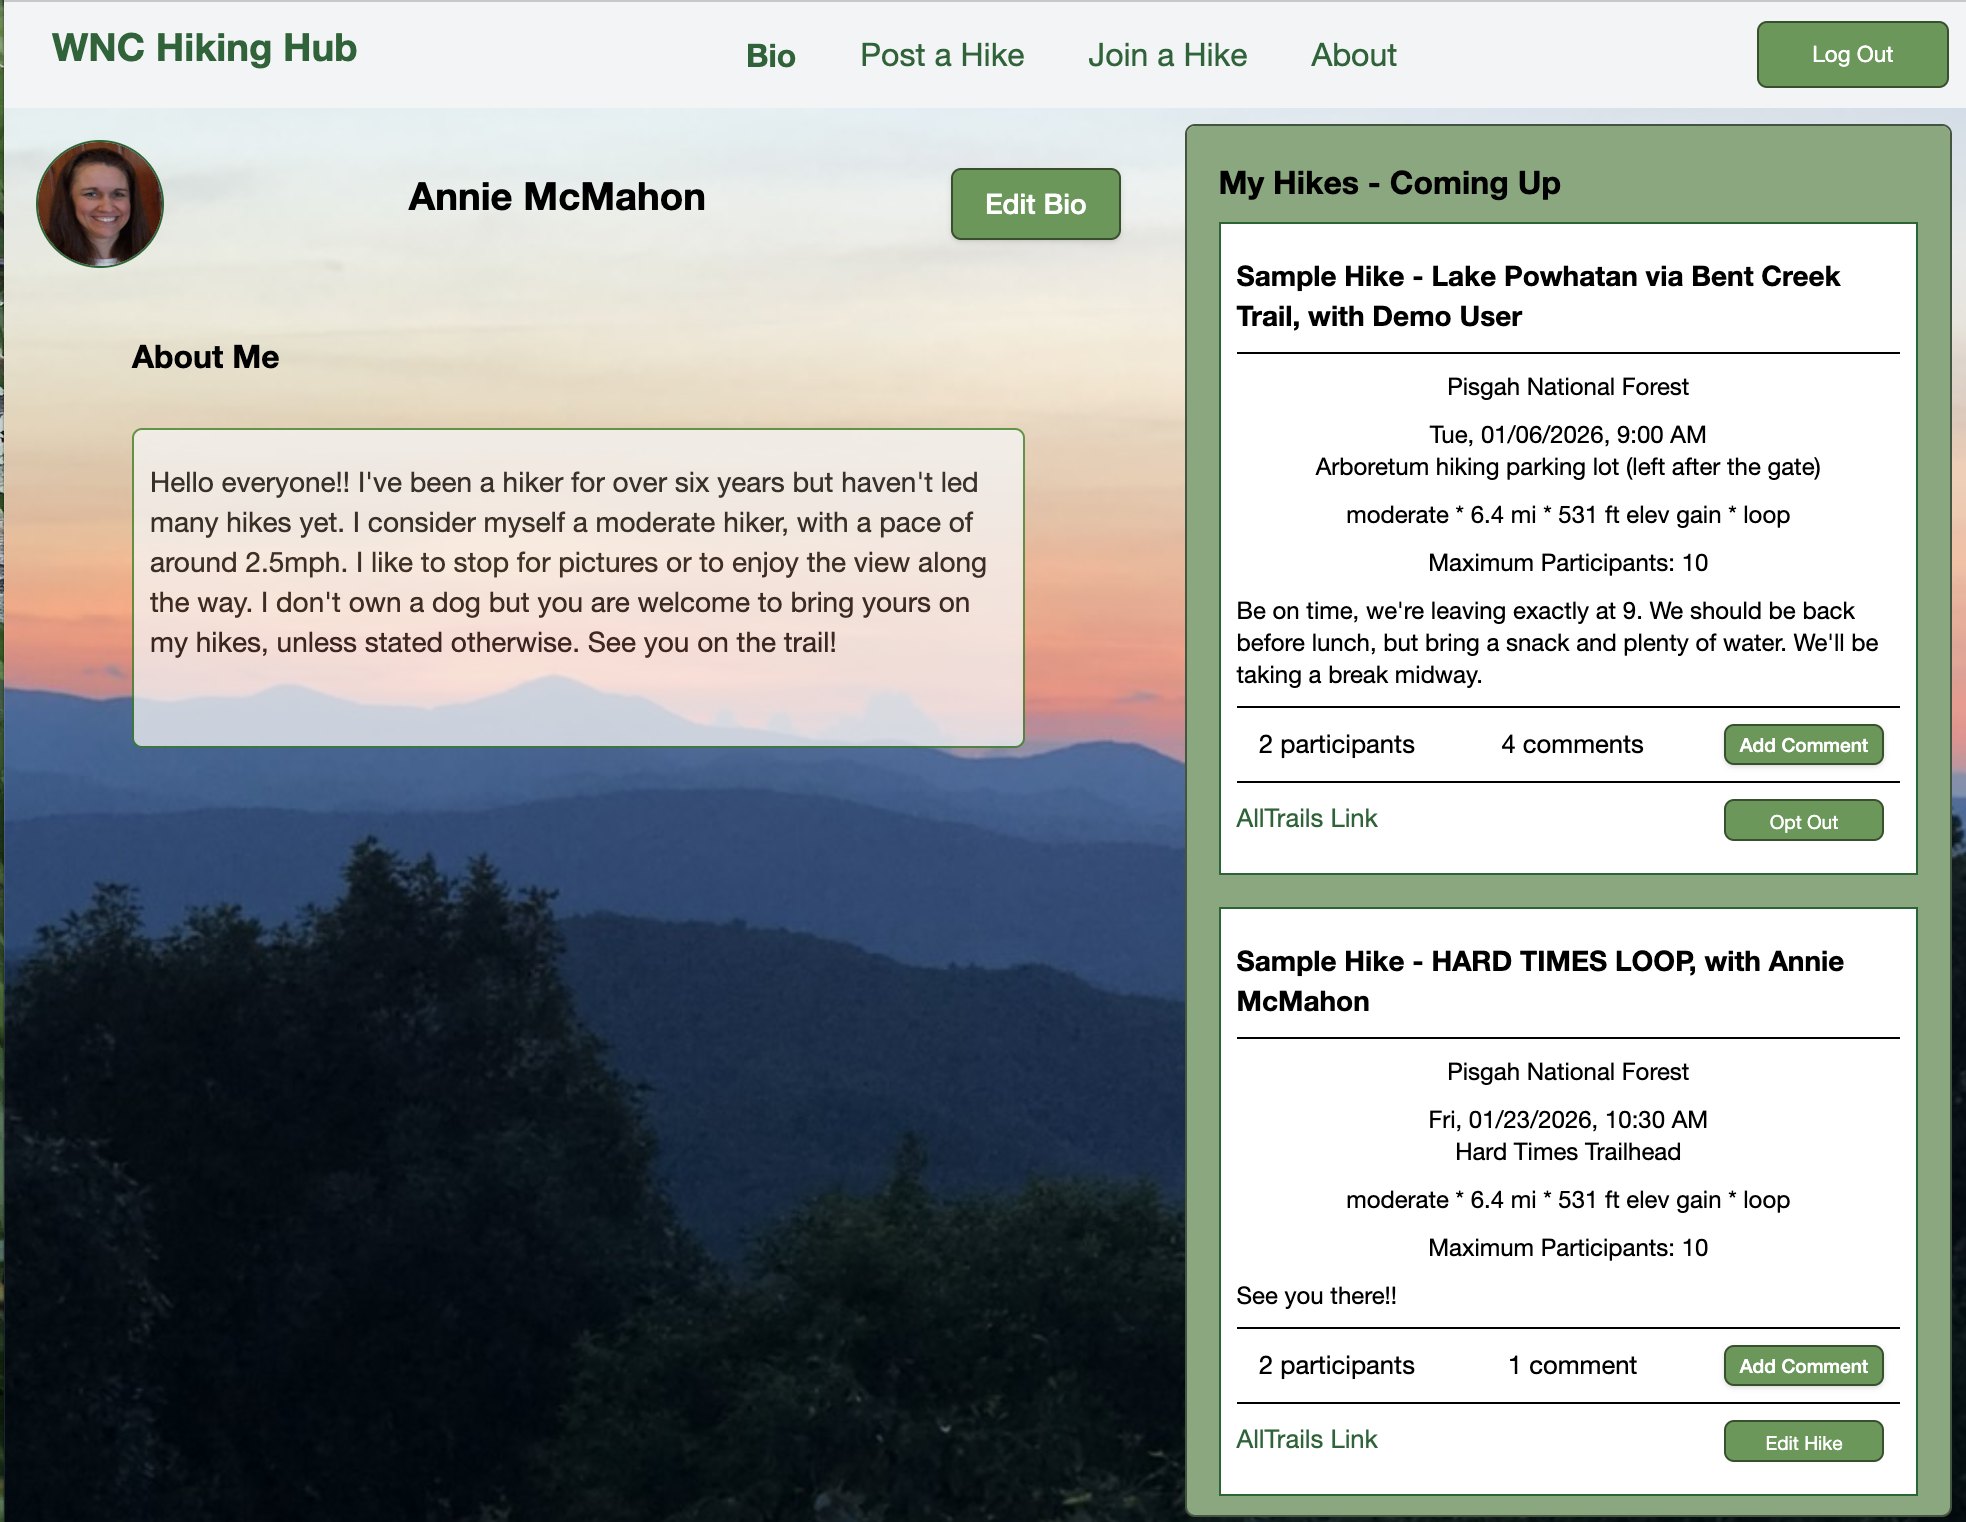 WNC Hiking Hub
Bio
Post a Hike
Join a Hike
About
Log Out
Annie McMahon
Edit Bio
About Me
Hello everyone!! I've been a hiker for over six years but haven't led
many hikes yet. I consider myself a moderate hiker, with a pace of
around 2.5mph. I like to stop for pictures or to enjoy the view along
the way. I don't own a dog but you are welcome to bring yours on
my hikes, unless stated otherwise. See you on the trail!
My Hikes - Coming Up
Sample Hike - Lake Powhatan via Bent Creek
Trail, with Demo User
Pisgah National Forest
Tue, 01/06/2026, 9:00 AM
Arboretum hiking parking lot (left after the gate)
moderate * 6.4 mi * 531 ft elev gain * loop
Maximum Participants: 10
Be on time, we're leaving exactly at 9. We should be back
before lunch, but bring a snack and plenty of water. We'll be
taking a break midway.
2 participants
4 comments
Add Comment
AllTrails Link
Opt Out
Sample Hike - HARD TIMES LOOP, with Annie
McMahon
Pisgah National Forest
Fri, 01/23/2026, 10:30 AM
Hard Times Trailhead
moderate * 6.4 mi * 531 ft elev gain * loop
Maximum Participants: 10
See you there!!
2 participants
1 comment
Add Comment
AllTrails Link
Edit Hike